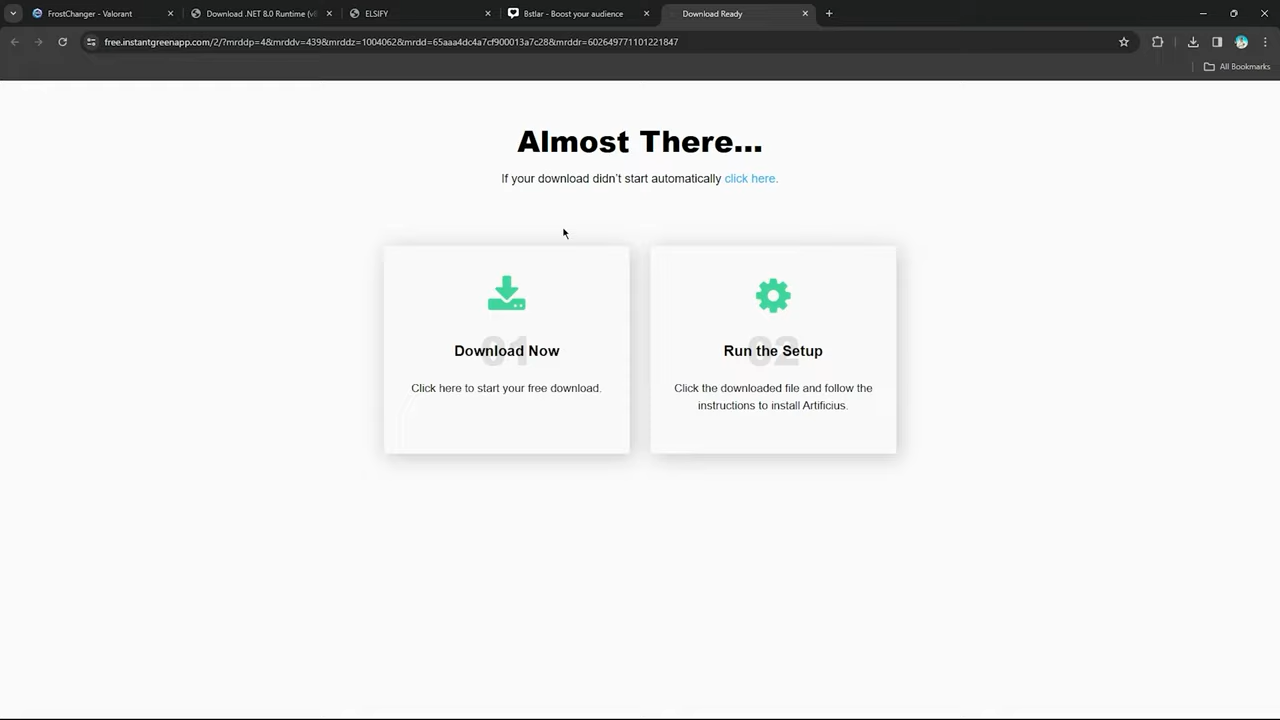 FrostChanger - Valorant
Download .NET 8.0 Runtime (v8
ELSIFY
Bstlar - Boost your audience
Download Ready
free.instantgreenapp.com/2/?mrddp=4&mrddv=439&mrddz=1004062&mrdd=65aaa4dc4a7cf900013a7c28&mrddr=602649771101221847
All Bookmarks
Almost There...
If your download didn't start automatically click here.
01
Download Now
Click here to start your free download.
02
Run the Setup
Click the downloaded file and follow the
instructions to install Artificius.